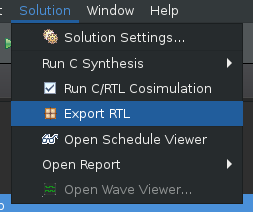 Solution Window Help
Solution Settings...
Run C Synthesis
Run C/RTL Cosimulation
Export RTL
Open Schedule Viewer
Open Report
Open Wave Viewer...